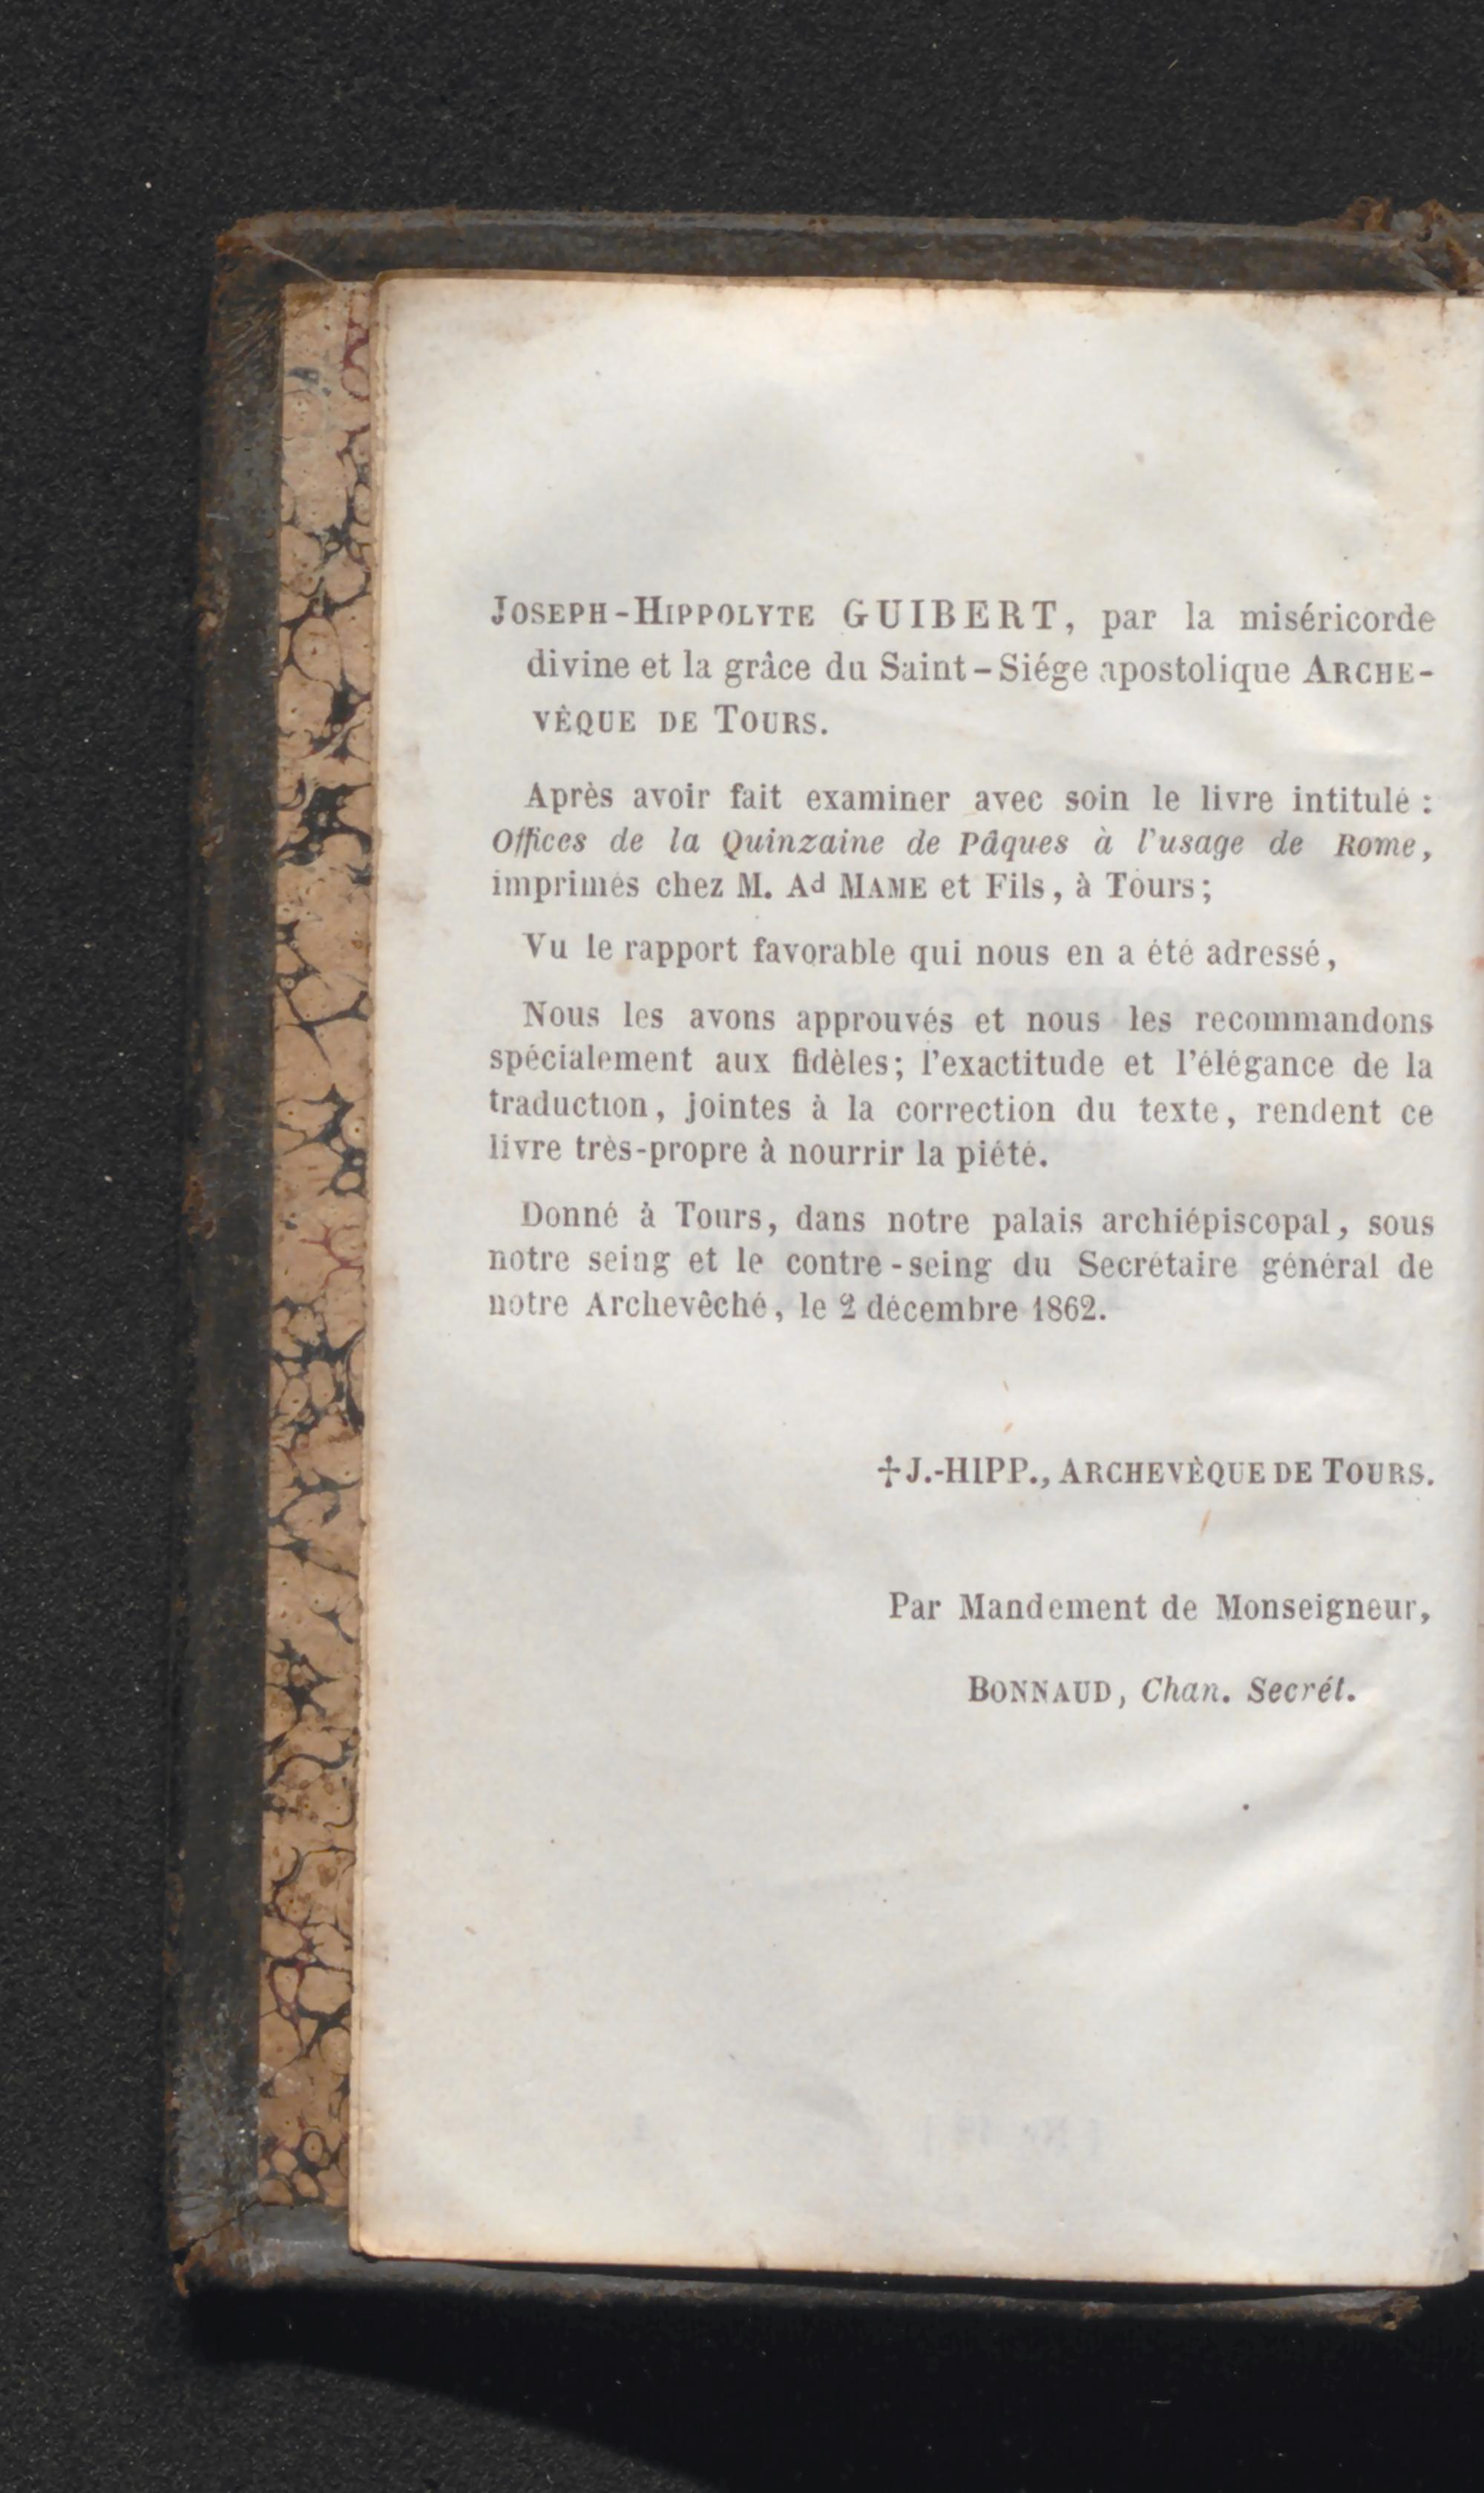 JOSEPH-HIPPOLYTE GUIBERT, par la miséricorde
divine et la grâce du Saint-Siége apostolique ARCHE-
VÊQUE DE TOURS.
Après avoir fait examiner avec soin le livre intitulé :
Offices de la Quinzaine de Pâques à l'usage de Rome,
imprimés chez M. Ad MAME et Fils, à Tours;
Vu le rapport favorable qui nous en a été adressé,
Nous les avons approuvés et nous les recommandons
spécialement aux fidèles; l'exactitude et l'élégance de la
traduction, jointes à la correction du texte, rendent ce
livre très-propre à nourrir la piété.
Donné à Tours, dans notre palais archiépiscopal, sous
notre seing et le contre-seing du Secrétaire général de
notre Archevêché, le 2 décembre 1862.
✝ J.-HIPP., ARCHEVÊQUE DE TOURS.
Par Mandement de Monseigneur,
BONNAUD, Chan. Secrét.